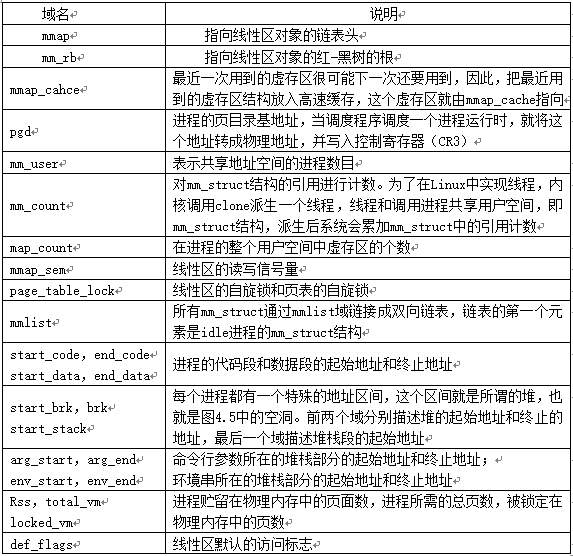 域名 说明
mmap 指向线性区对象的链表头
mm_rb 指向线性区对象的红-黑树的根
mmap_cahce 最近一次用到的虚存区很可能下一次还要用到，因此，把最近用
到的虚存区结构放入高速缓存，这个虚存区就由mmap_cache指向
pgd 进程的页目录基地址，当调度程序调度一个进程运行时，就将这
个地址转成物理地址，并写入控制寄存器（CR3）
mm_user 表示共享地址空间的进程数目
mm_count 对mm_struct结构的引用进行计数。为了在Linux中实现线程，内
核调用clone派生一个线程，线程和调用进程共享用户空间，即
mm_struct结构，派生后系统会累加mm_struct中的引用计数
map_count 在进程的整个用户空间中虚存区的个数
mmap_sem 线性区的读写信号量
page_table_lock 线性区的自旋锁和页表的自旋锁
mmlist 所有mm_struct通过mmlist域链接成双向链表，链表的第一个元
素是idle进程的mm_struct结构
start_code，end_code
start_data，end_data 进程的代码段和数据段的起始地址和终止地址
start_brk，brk
start_stack 每个进程都有一个特殊的地址区间，这个区间就是所谓的堆，也
就是图4.5中的空洞。前两个域分别描述堆的起始地址和终止的
地址，最后一个域描述堆栈段的起始地址
arg_start，arg_end 命令行参数所在的堆栈部分的起始地址和终止地址；
env_start，env_end 环境串所在的堆栈部分的起始地址和终止地址
Rss，total_vm 进程贮留在物理内存中的页面数，进程所需的总页数，被锁定在
locked_vm 物理内存中的页数
def_flags 线性区默认的访问标志